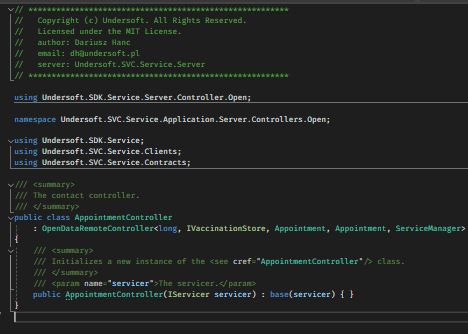 // *************************************************************
//   Copyright (c) Undersoft. All Rights Reserved.
//   Licensed under the MIT License.
//   author: Dariusz Hanc
//   email: dh@undersoft.pl
//   server: Undersoft.SVC.Service.Server
// *************************************************************
using Undersoft.SDK.Service.Server.Controller.Open;
namespace Undersoft.SVC.Service.Application.Server.Controllers.Open;
using Undersoft.SDK.Service;
using Undersoft.SVC.Service.Clients;
using Undersoft.SVC.Service.Contracts;
/// <summary>
/// The contact controller.
/// </summary>
public class AppointmentController
    : OpenDataRemoteController<long, IVaccinationStore, Appointment, Appointment, ServiceManager>
{
    /// <summary>
    /// Initializes a new instance of the <see cref="AppointmentController"/> class.
    /// </summary>
    /// <param name="servicer">The servicer.</param>
    public AppointmentController(IServicer servicer) : base(servicer) { }
}